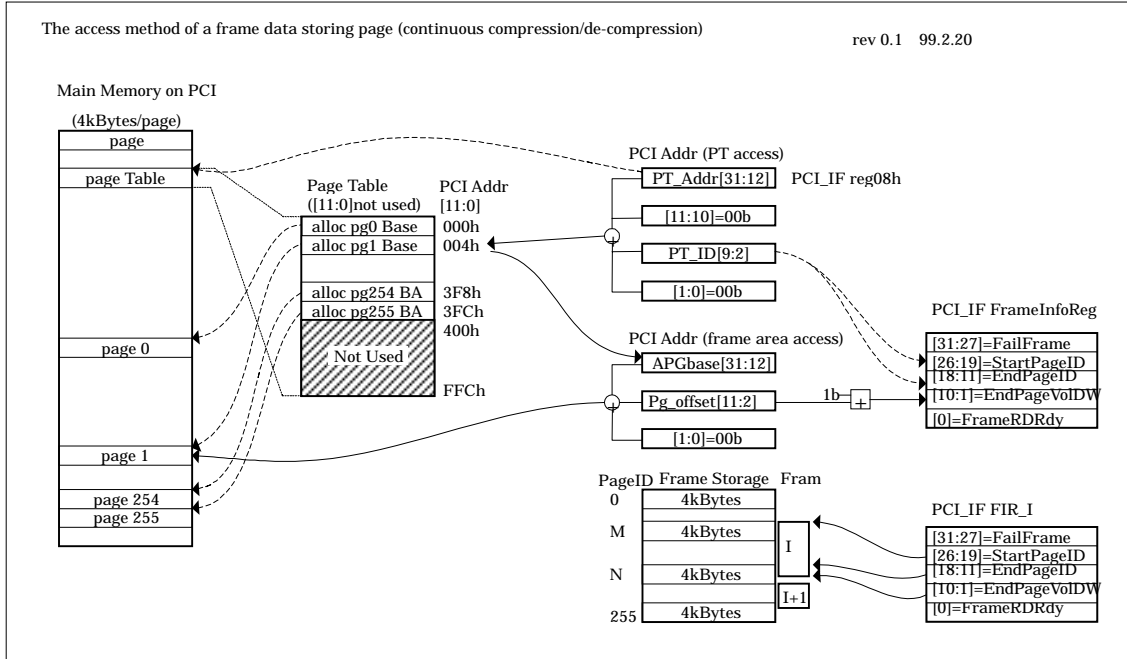 The access method of a frame data storing page (continuous compression/de-compression)
rev 0.1 99.2.20
Main Memory on PCI
(4kBytes/page)
page
page Table
page 0
page 1
page 254
page 255
Page Table
([11:0]not used)
PCI Addr
[11:0]
alloc pg0 Base 000h
alloc pg1 Base 004h
alloc pg254 BA 3F8h
alloc pg255 BA 3FCh
400h
Not Used
FFCh
PCI Addr (PT access)
PT_Addr[31:12] PCI_IF reg08h
[11:10]=00b
+
PT_ID[9:2]
[1:0]=00b
PCI Addr (frame area access)
APGbase[31:12]
+
Pg_offset[11:2]
1b
+
[1:0]=00b
PCI_IF FrameInfoReg
[31:27]=FailFrame
[26:19]=StartPageID
[18:11]=EndPageID
[10:1]=EndPageVolDW
[0]=FrameRDRdy
PageID Frame Storage Fram
0 4kBytes
M 4kBytes
I
N 4kBytes
I+1
255 4kBytes
PCI_IF FIR_I
[31:27]=FailFrame
[26:19]=StartPageID
[18:11]=EndPageID
[10:1]=EndPageVolDW
[0]=FrameRDRdy